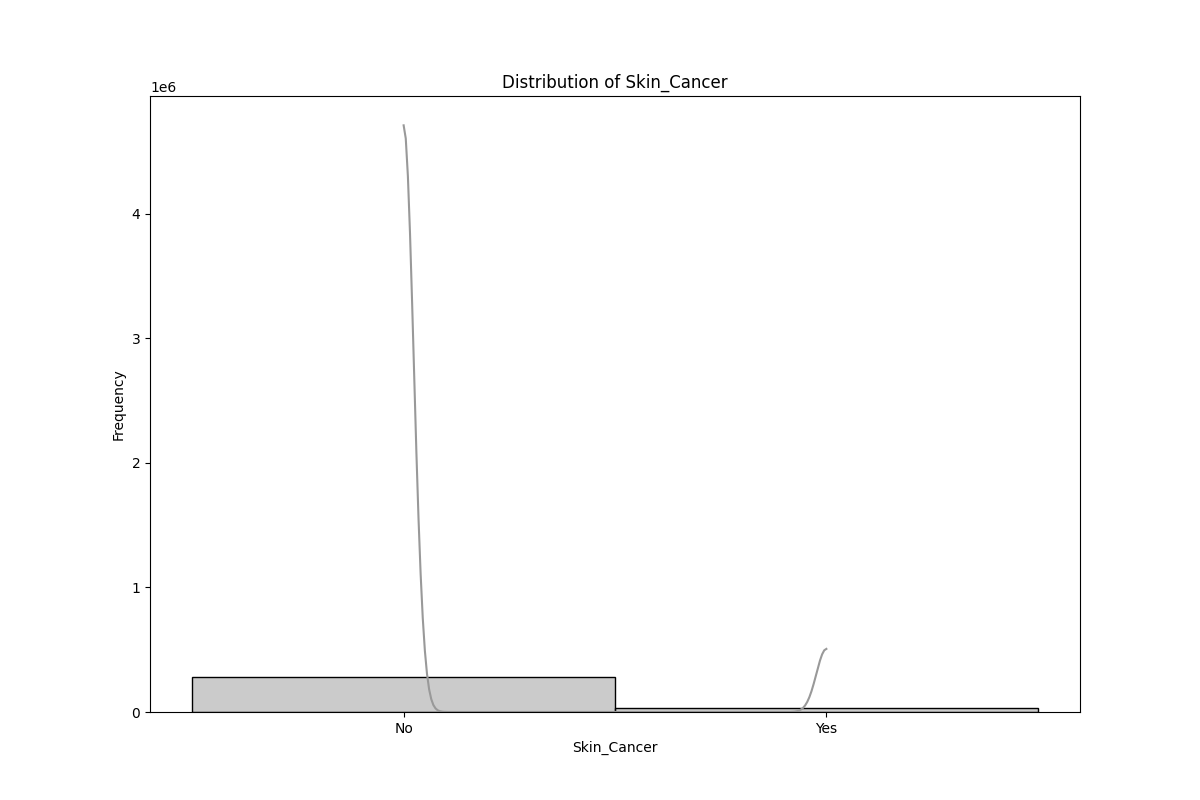 Distribution of Skin_Cancer
1e6
4
3
2
1
0
Frequency
No
Yes
Skin_Cancer